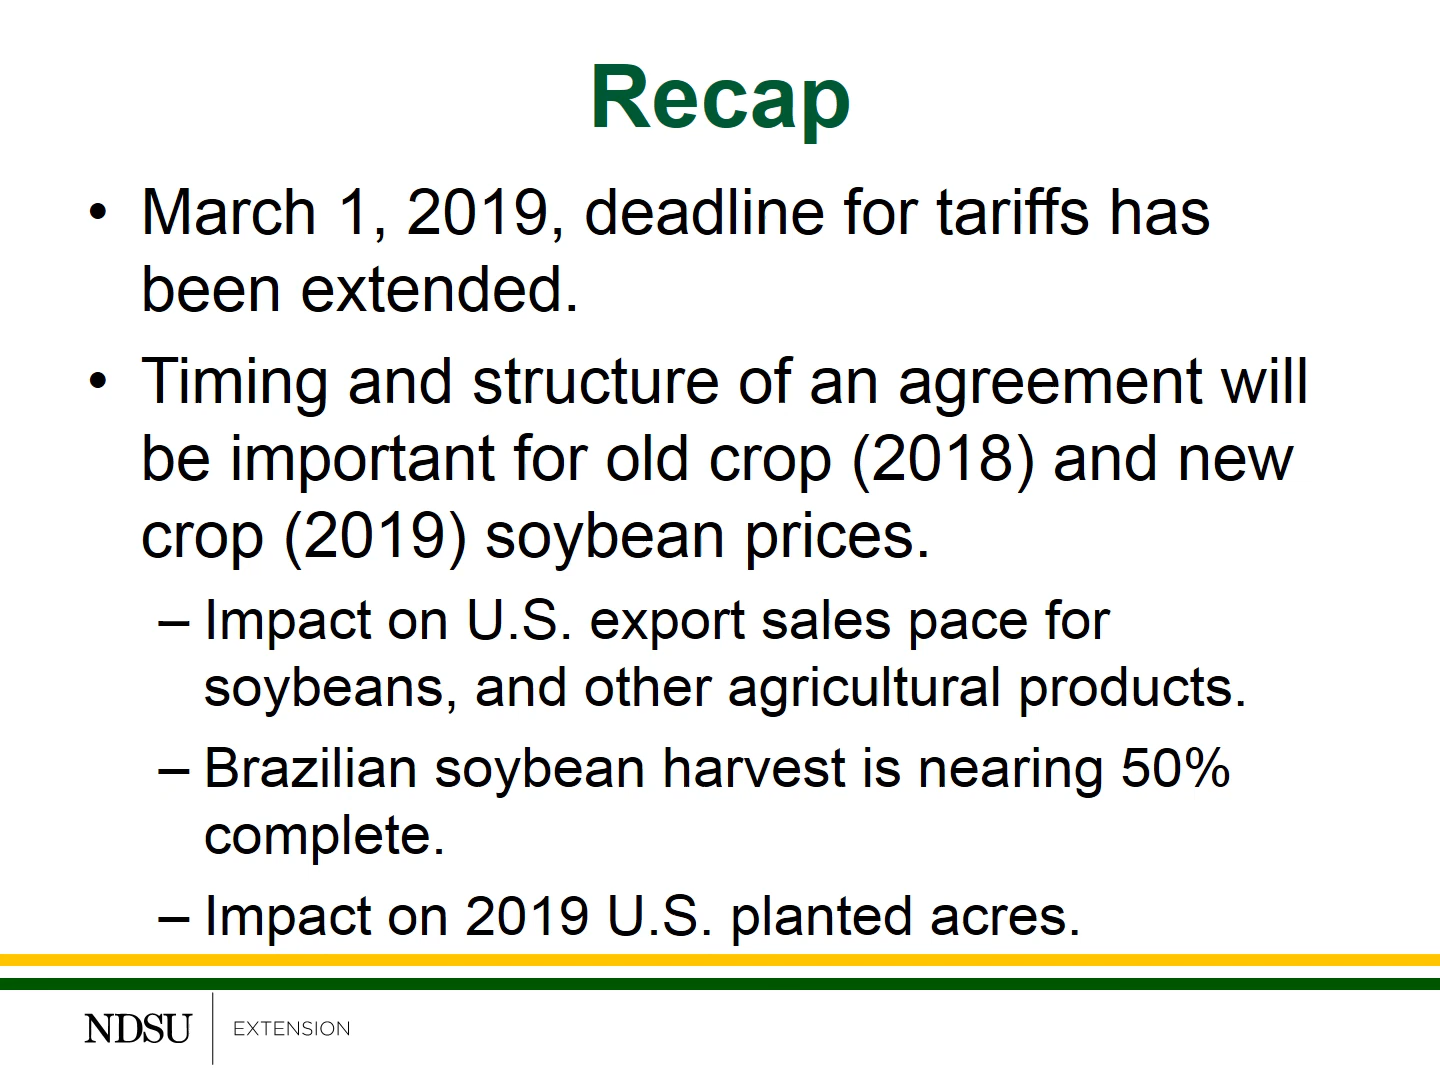 Recap
• March 1, 2019, deadline for tariffs has
been extended.
• Timing and structure of an agreement will
be important for old crop (2018) and new
crop (2019) soybean prices.
– Impact on U.S. export sales pace for
soybeans, and other agricultural products.
– Brazilian soybean harvest is nearing 50%
complete.
– Impact on 2019 U.S. planted acres.
NDSU EXTENSION